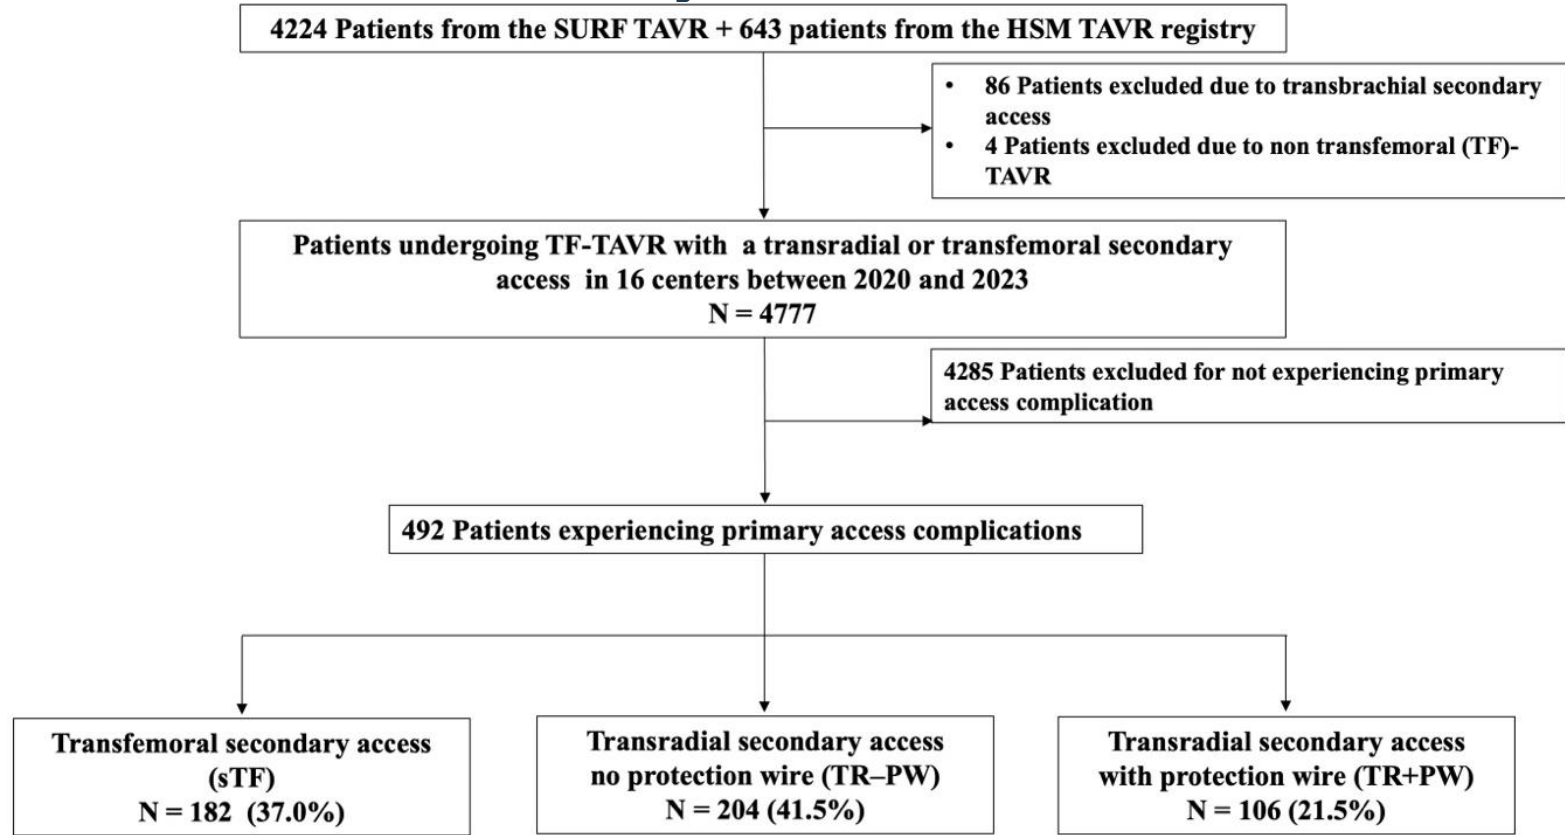 4224 Patients from the SURF TAVR + 643 patients from the HSM TAVR registry
• 86 Patients excluded due to transbrachial secondary
access
• 4 Patients excluded due to non transfemoral (TF)-
TAVR
Patients undergoing TF-TAVR with a transradial or transfemoral secondary
access in 16 centers between 2020 and 2023
N = 4777
4285 Patients excluded for not experiencing primary
access complication
492 Patients experiencing primary access complications
Transfemoral secondary access
(sTF)
N = 182 (37.0%)
Transradial secondary access
no protection wire (TR–PW)
N = 204 (41.5%)
Transradial secondary access
with protection wire (TR+PW)
N = 106 (21.5%)